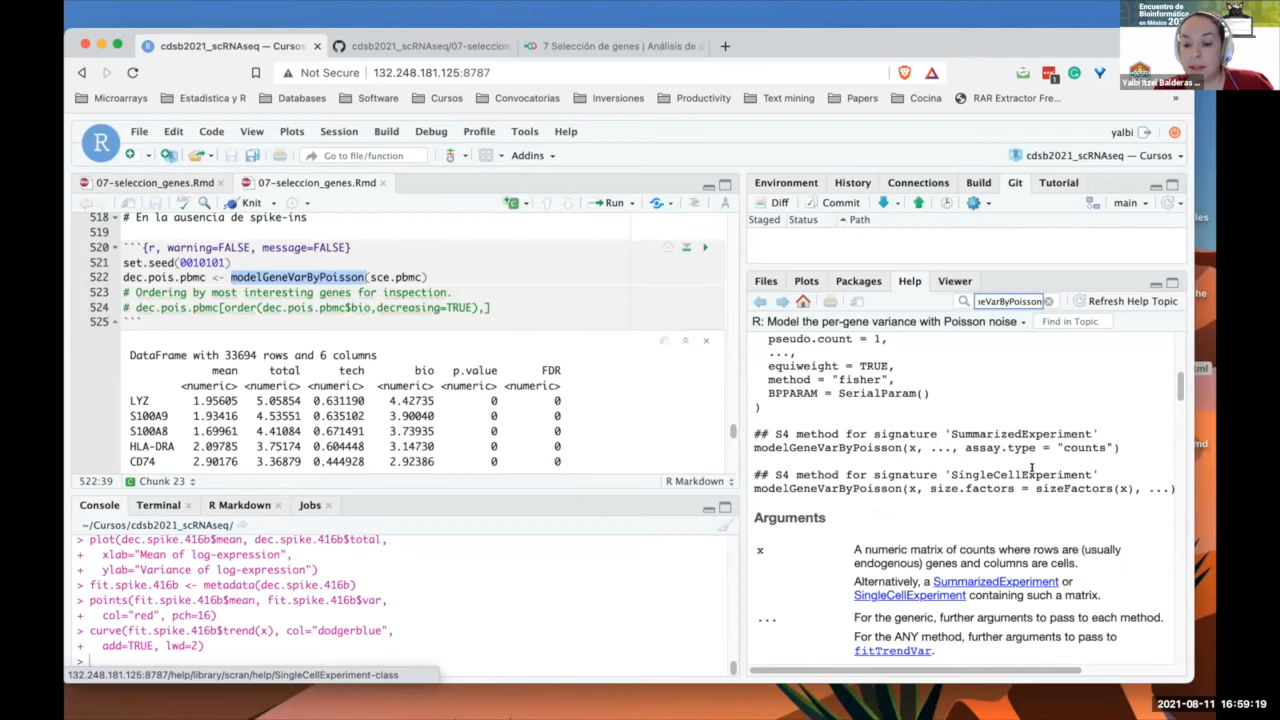 cdsb2021_scRNAseq — Cursos
cdsb2021_scRNAseq/07-seleccion.
7 Selección de genes | Análisis de
Not Secure 132.248.181.125:8787
Microarrays Estadistica y R Databases Software Cursos Convocatorias Inversiones Productivity Text mining Papers Cocina RAR Extractor Fre...
File Edit Code View Plots Session Build Debug Profile Tools Help
yalbi
Go to file/function Addins
cdsb2021_scRNAseq — Cursos
07-seleccion_genes.Rmd 07-seleccion_genes.Rmd
Knit Run
518 # En la ausencia de spike-ins
519
520 ```{r, warning=FALSE, message=FALSE}
521 set.seed(0010101)
522 dec.pois.pbmc <- modelGeneVarByPoisson(sce.pbmc)
523 # Ordering by most interesting genes for inspection.
524 # dec.pois.pbmc[order(dec.pois.pbmc$bio,decreasing=TRUE),]
525 ```
DataFrame with 33694 rows and 6 columns
mean total tech bio p.value FDR
<numeric> <numeric> <numeric> <numeric> <numeric> <numeric>
LYZ 1.95605 5.05854 0.631190 4.42735 0 0
S100A9 1.93416 4.53551 0.635102 3.90040 0 0
S100A8 1.69961 4.41084 0.671491 3.73935 0 0
HLA-DRA 2.09785 3.75174 0.604448 3.14730 0 0
CD74 2.90176 3.36879 0.444928 2.92386 0 0
522:39 Chunk 23 R Markdown
Console Terminal R Markdown Jobs
~/Cursos/cdsb2021_scRNAseq/
> plot(dec.spike.416b$mean, dec.spike.416b$total,
+ xlab="Mean of log-expression",
+ ylab="Variance of log-expression")
> fit.spike.416b <- metadata(dec.spike.416b)
> points(fit.spike.416b$mean, fit.spike.416b$var,
+ col="red", pch=16)
> curve(fit.spike.416b$trend(x), col="dodgerblue",
+ add=TRUE, lwd=2)
>
132.248.181.125:8787/help/library/scran/help/SingleCellExperiment-class
Environment History Connections Build Git Tutorial
Diff Commit main
Staged Status Path
Files Plots Packages Help Viewer
eVarByPoisson Refresh Help Topic
R: Model the per-gene variance with Poisson noise Find in Topic
pseudo.count = 1,
...,
equiweight = TRUE,
method = "fisher",
BPPARAM = SerialParam()
)
## S4 method for signature 'SummarizedExperiment'
modelGeneVarByPoisson(x, ..., assay.type = "counts")
## S4 method for signature 'SingleCellExperiment'
modelGeneVarByPoisson(x, size.factors = sizeFactors(x), ...)
Arguments
x A numeric matrix of counts where rows are (usually
endogenous) genes and columns are cells.
Alternatively, a SummarizedExperiment or
SingleCellExperiment containing such a matrix.
... For the generic, further arguments to pass to each method.
For the ANY method, further arguments to pass to
fitTrendVar.
Encuentro de
Bioinformática
en México 202
Yalbi Itzel Balderas ...
2021-08-11 16:59:19